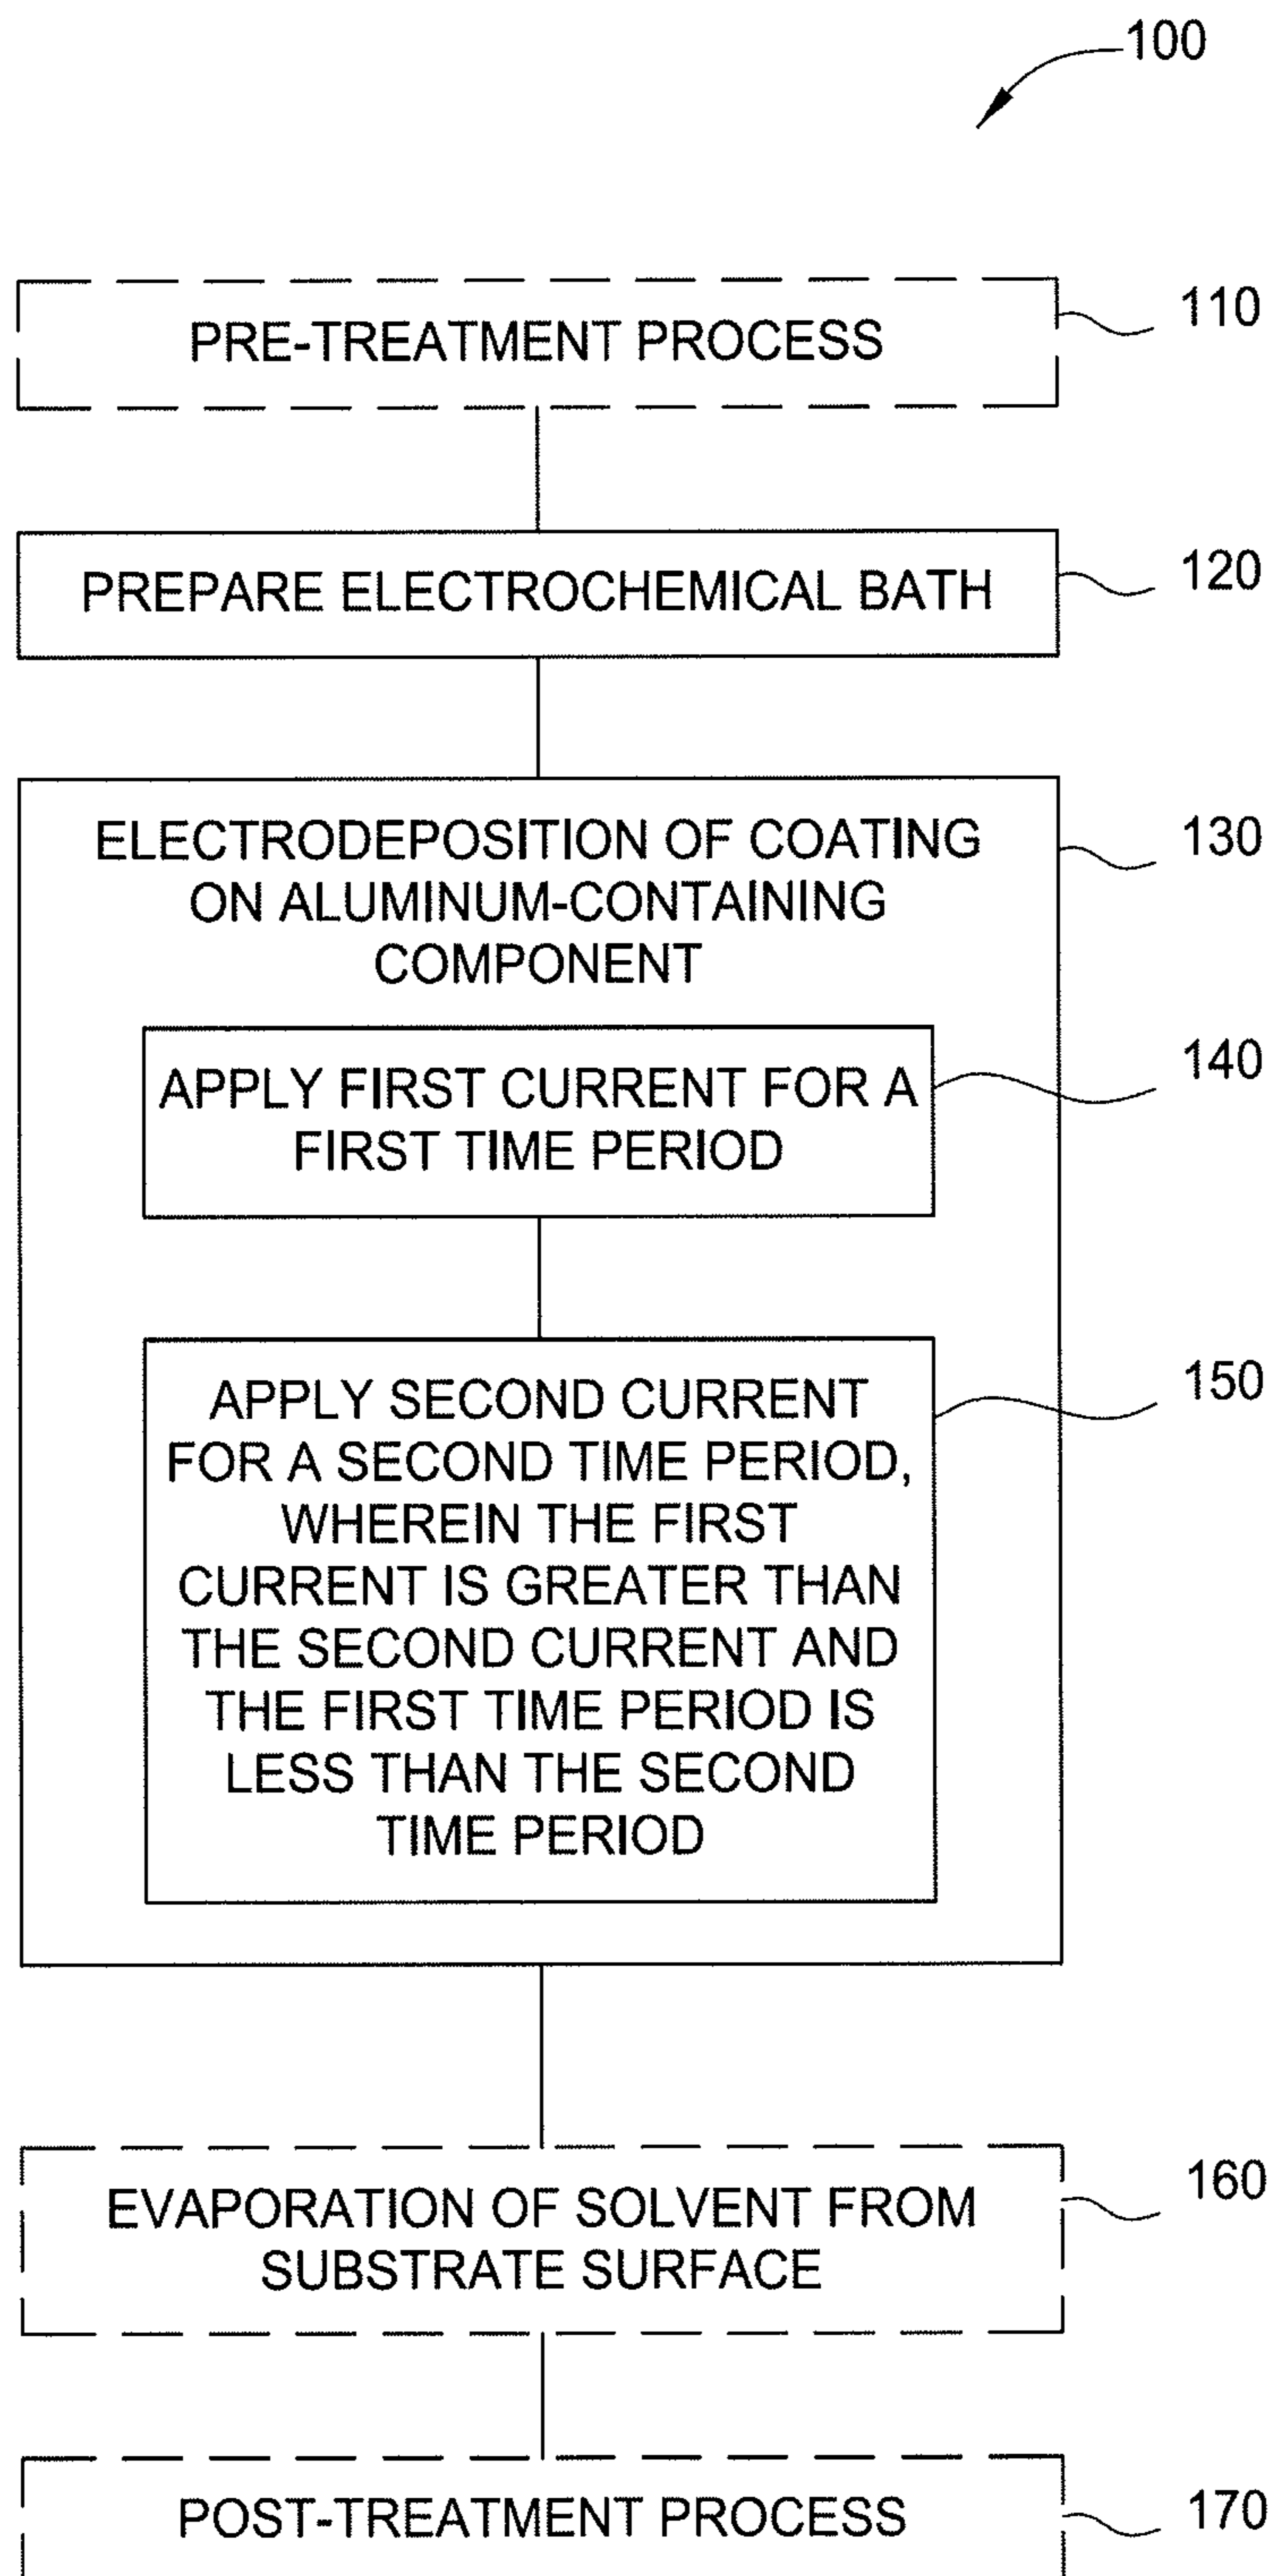 100
PRE-TREATMENT PROCESS
110
PREPARE ELECTROCHEMICAL BATH
120
ELECTRODEPOSITION OF COATING
ON ALUMINUM-CONTAINING
COMPONENT
130
APPLY FIRST CURRENT FOR A
FIRST TIME PERIOD
140
APPLY SECOND CURRENT
FOR A SECOND TIME PERIOD,
WHEREIN THE FIRST
CURRENT IS GREATER THAN
THE SECOND CURRENT AND
THE FIRST TIME PERIOD IS
LESS THAN THE SECOND
TIME PERIOD
150
EVAPORATION OF SOLVENT FROM
SUBSTRATE SURFACE
160
POST-TREATMENT PROCESS
170